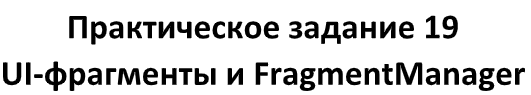 Практическое задание 19
UI-фрагменты и FragmentManager